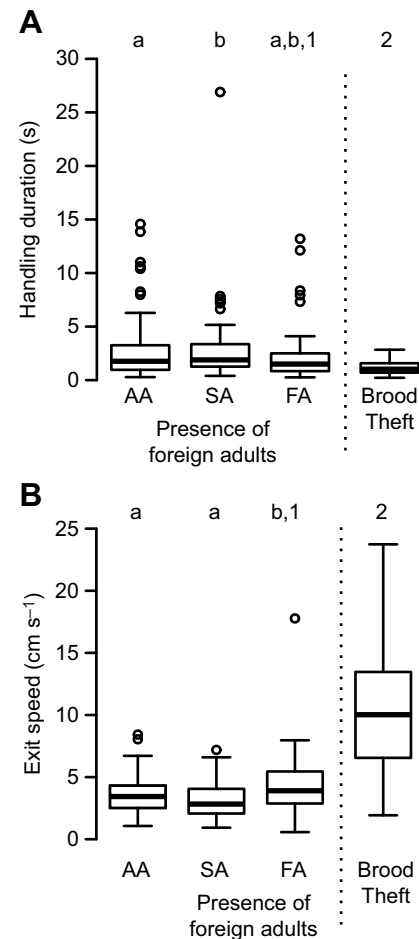 A
a b a,b,1 2
Handling duration (s)
30
25
20
15
10
5
0
AA SA FA Brood
Theft
Presence of
foreign adults
B
a a b,1 2
Exit speed (cm s⁻¹)
25
20
15
10
5
0
AA SA FA Brood
Theft
Presence of
foreign adults